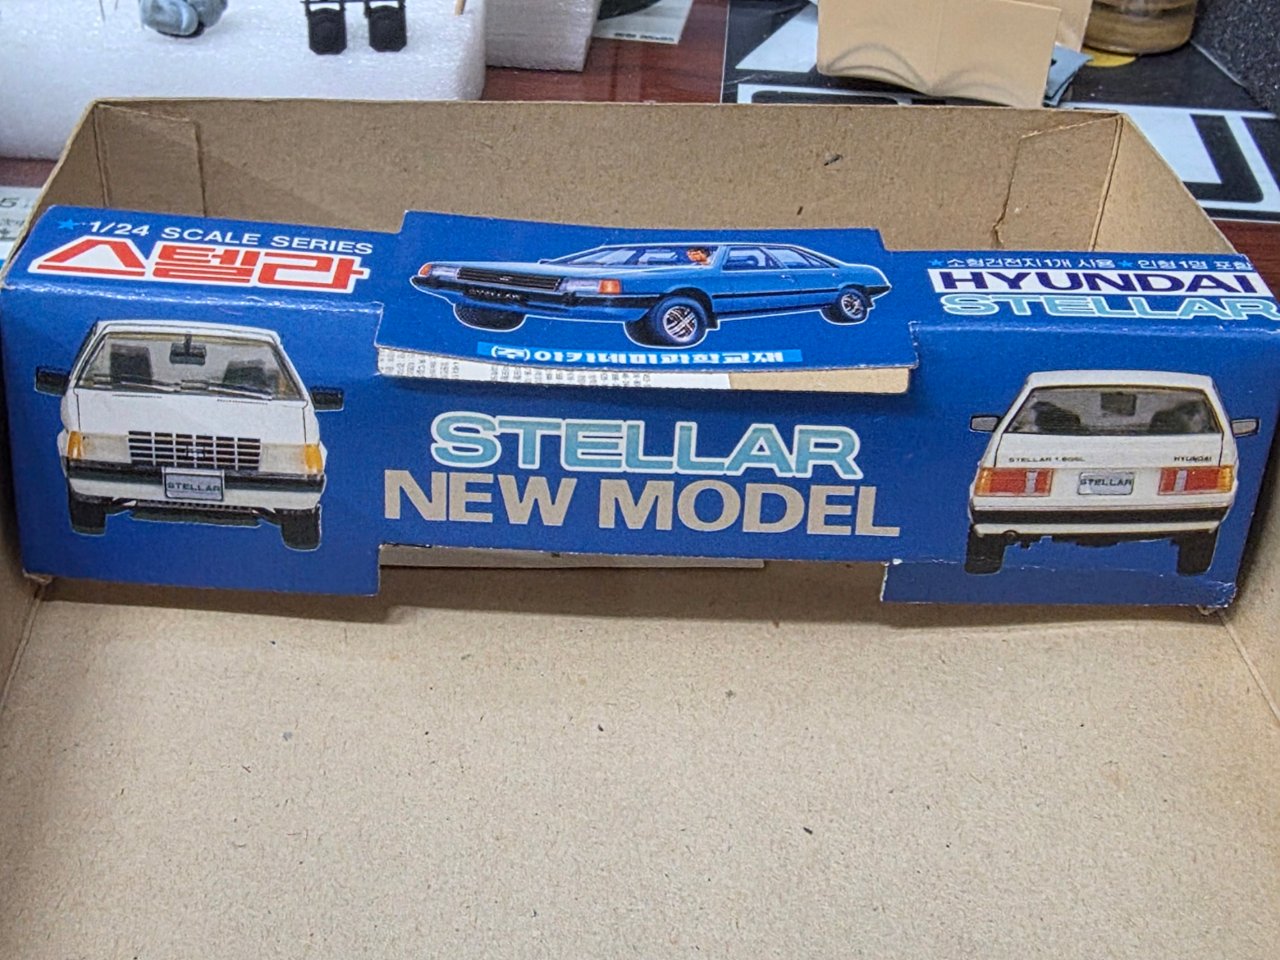 ★ 1/24 SCALE SERIES
스텔라
(주)아카데미과학교재
★소형건전지1개 사용 ★인형1명 포함
HYUNDAI
STELLAR
STELLAR
STELLAR
NEW MODEL
STELLAR 1.8GSL
HYUNDAI
STELLAR